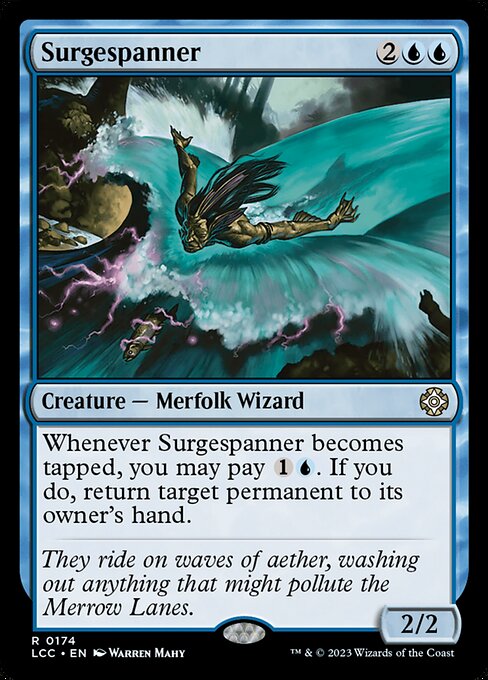 Surgespanner 2
Creature — Merfolk Wizard
Whenever Surgespanner becomes
tapped, you may pay 1. If you
do, return target permanent to its
owner's hand.
They ride on waves of aether, washing
out anything that might pollute the
Merrow Lanes.
2/2
R 0174
LCC • EN Warren Mahy
™ & © 2023 Wizards of the Coast